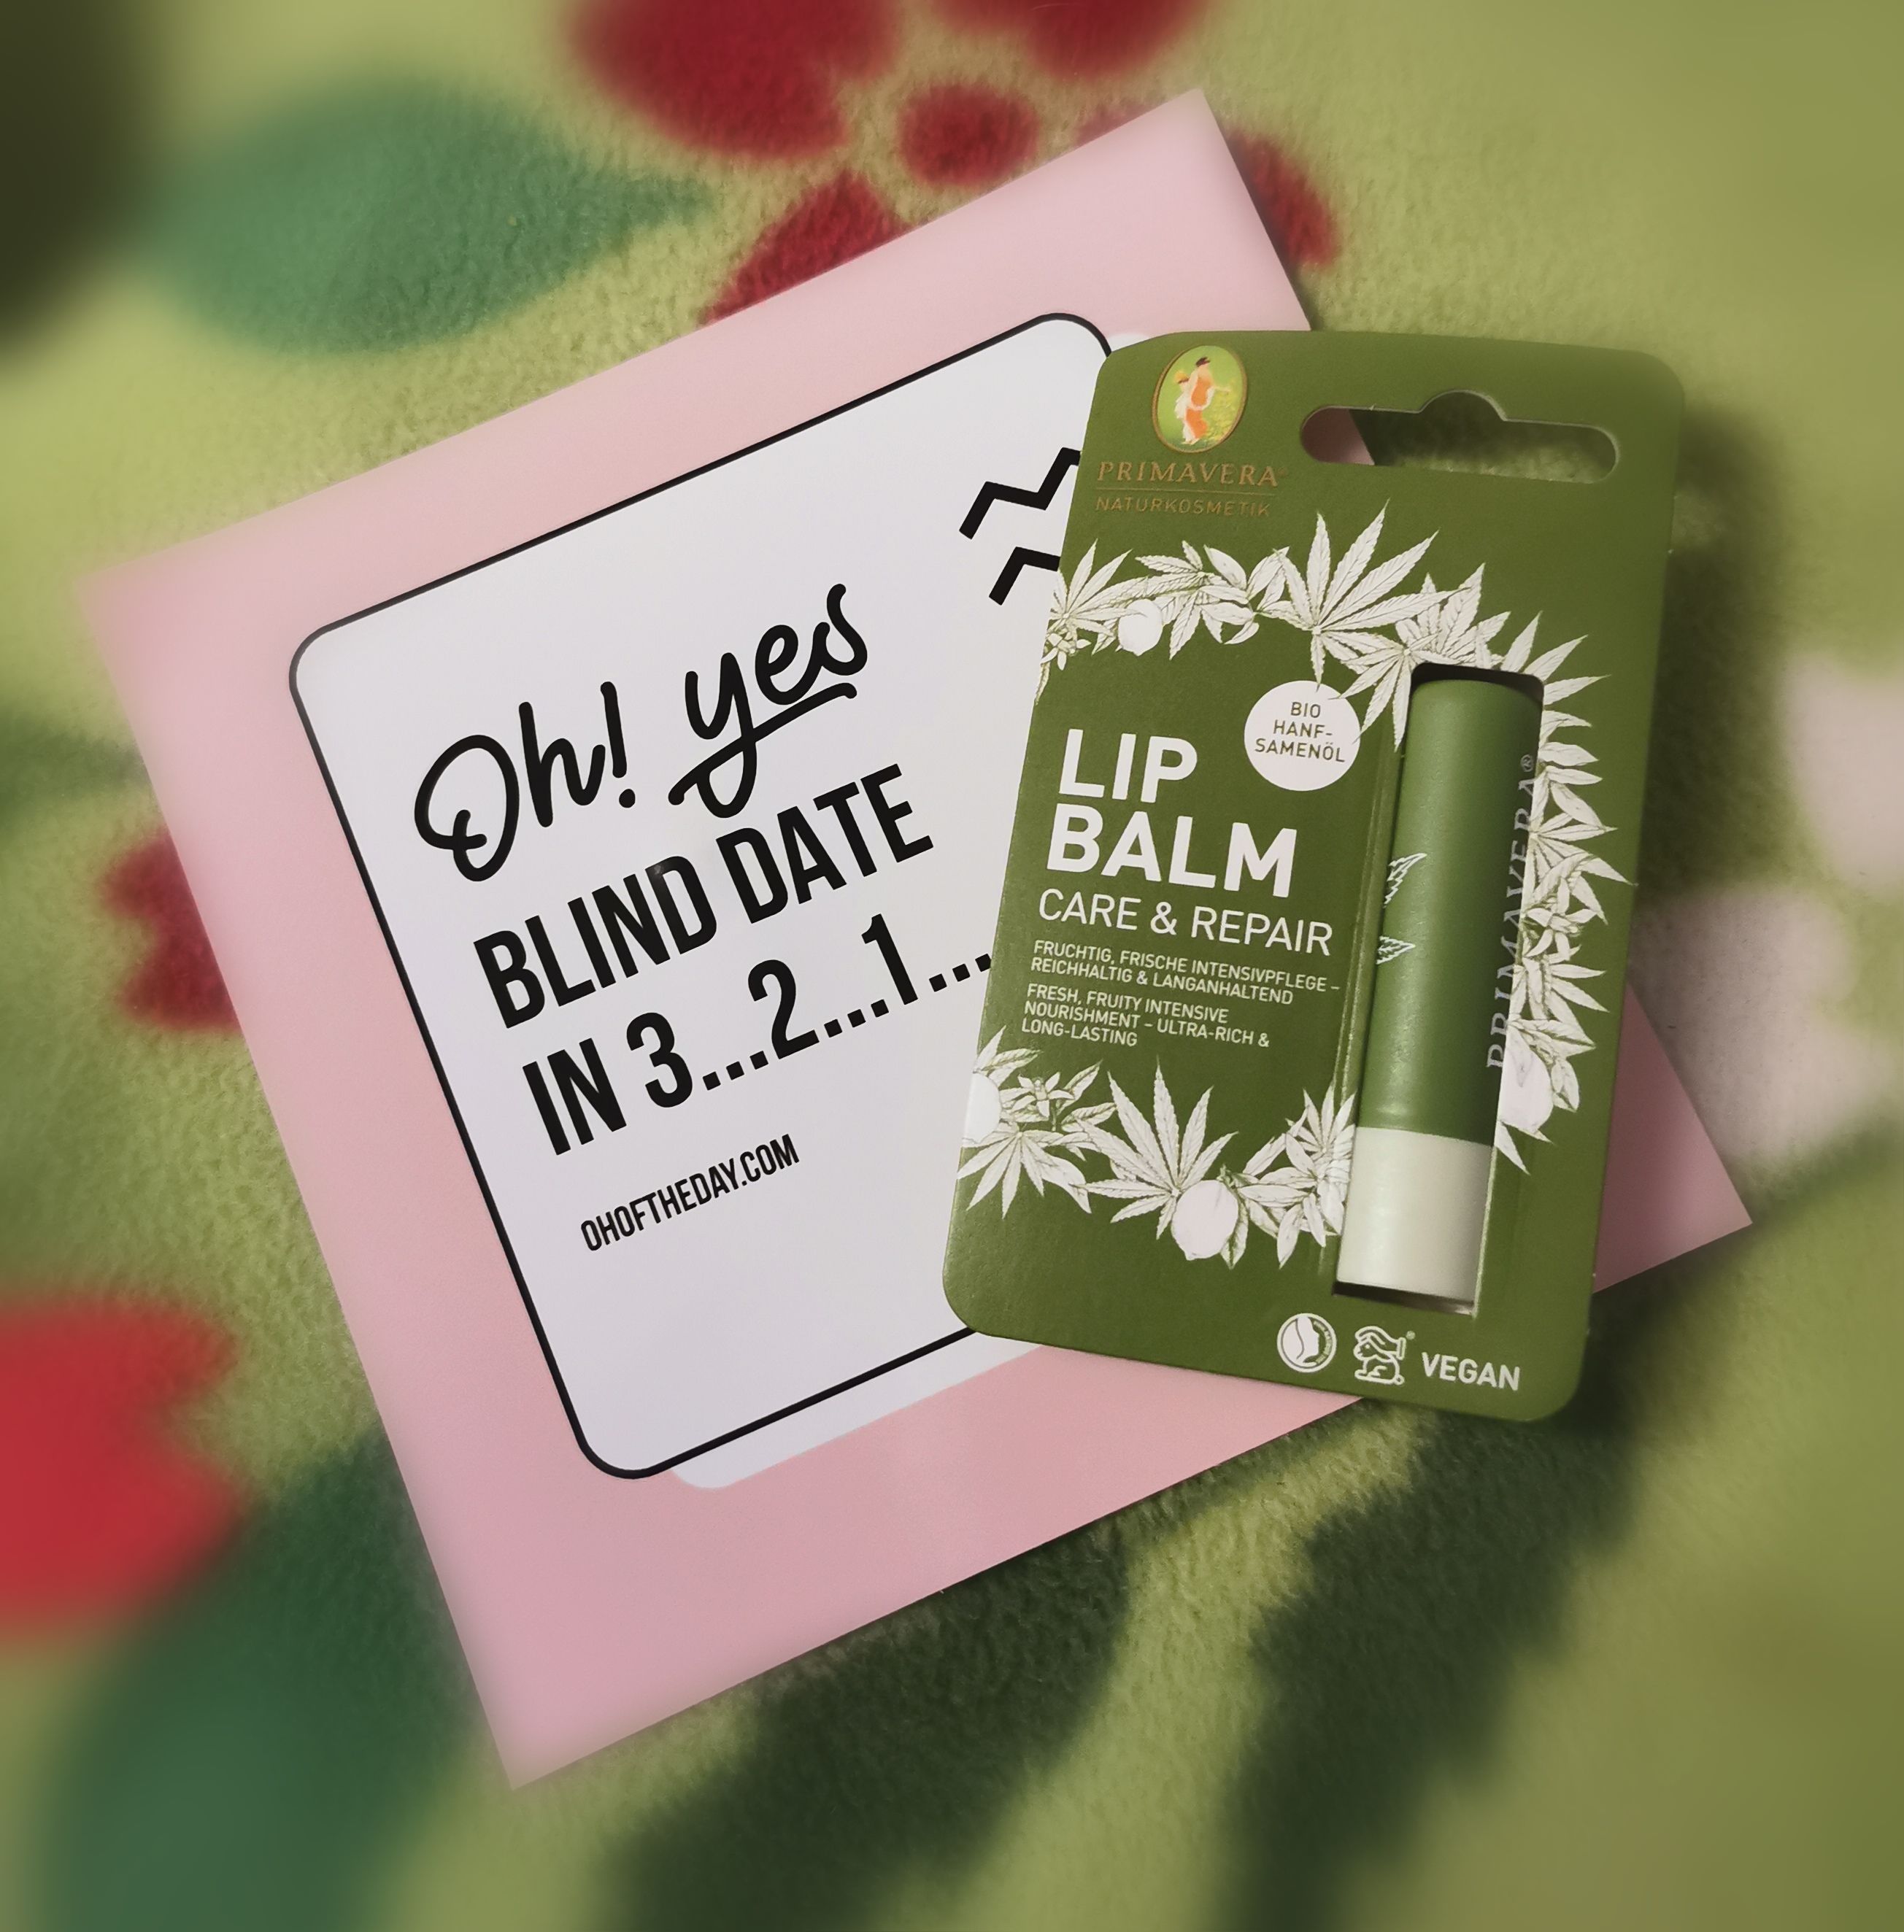 Oh! yes
BLIND DATE
IN 3...2...1...
OHOFTHEDAY.COM
PRIMAVERA®
NATURKOSMETIK
BIO
HANF-
SAMENÖL
LIP
BALM
CARE & REPAIR
FRUCHTIG, FRISCHE INTENSIVPFLEGE –
REICHHALTIG & LANGANHALTEND
FRESH, FRUITY INTENSIVE
NOURISHMENT – ULTRA-RICH &
LONG-LASTING
PRIMAVERA®
VEGAN